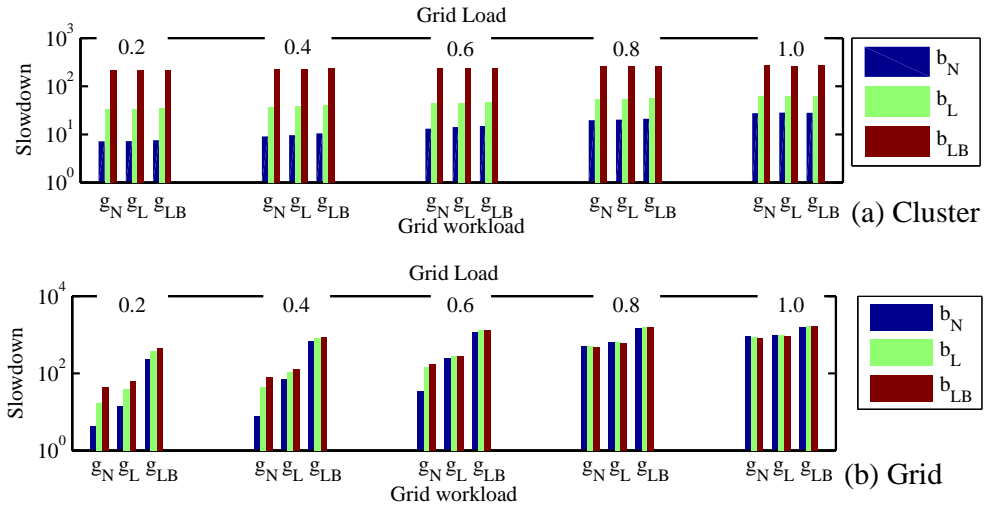 Grid Load
10^3
0.2 0.4 0.6 0.8 1.0
10^2
10^1
10^0
Slowdown
g_N g_L g_LB g_N g_L g_LB g_N g_L g_LB g_N g_L g_LB g_N g_L g_LB
Grid workload
b_N
b_L
b_LB
(a) Cluster
Grid Load
10^4
0.2 0.4 0.6 0.8 1.0
10^2
10^0
Slowdown
g_N g_L g_LB g_N g_L g_LB g_N g_L g_LB g_N g_L g_LB g_N g_L g_LB
Grid workload
b_N
b_L
b_LB
(b) Grid